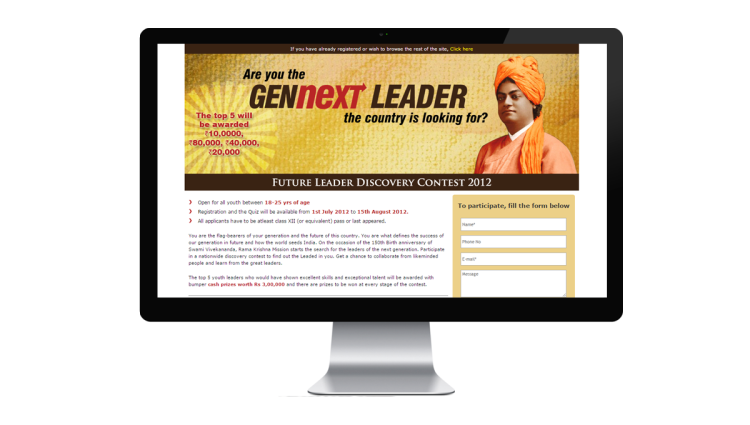 If you have already registered or wish to browse the rest of the site, Click here
Are you the
GENnexT LEADER
the country is looking for?
The top 5 will
be awarded
₹10,0000,
₹80,000, ₹40,000,
₹20,000
FUTURE LEADER DISCOVERY CONTEST 2012
Open for all youth between 18-25 yrs of age
Registration and the Quiz will be available from 1st July 2012 to 15th August 2012.
All applicants have to be atleast class XII (or equivalent) pass or last appeared.
You are the flag-bearers of your generation and the future of this country. You are what defines the success of
our generation in future and how the world seeds India. On the occasion of the 150th Birth anniversary of
Swami Vivekananda, Rama Krishna Mission starts the search for the leaders of the next generation. Participate
in a nationwide discovery contest to find out the Leaded in you. Get a chance to collaborate from likeminded
people and learn from the great leaders.
The top 5 youth leaders who would have shown excellent skills and exceptional talent will be awarded with
bumper cash prizes worth Rs 3,00,000 and there are prizes to be won at every stage of the contest.
To participate, fill the form below
Name*
Phone No
E-mail*
Message